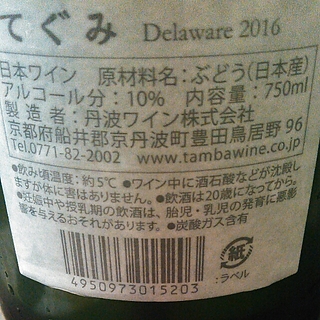 てぐみ Delaware 2016
日本ワイン 原材料名:ぶどう(日本産)
アルコール分:10% 内容量:750ml
製造者:丹波ワイン株式会社
京都府船井郡京丹波町豊田鳥居野 96
Tel.0771-82-2002 www.tambawine.co.jp
●飲み頃温度:約5℃ ●ワイン中に酒石酸などが沈殿し
ますが体に害はありません。●飲酒は20歳になってから。
●妊娠中や授乳期の飲酒は、胎児・乳児の発育に悪影
響を与えるおそれがあります。●炭酸ガス含有
紙
:ラベル
4950973015203